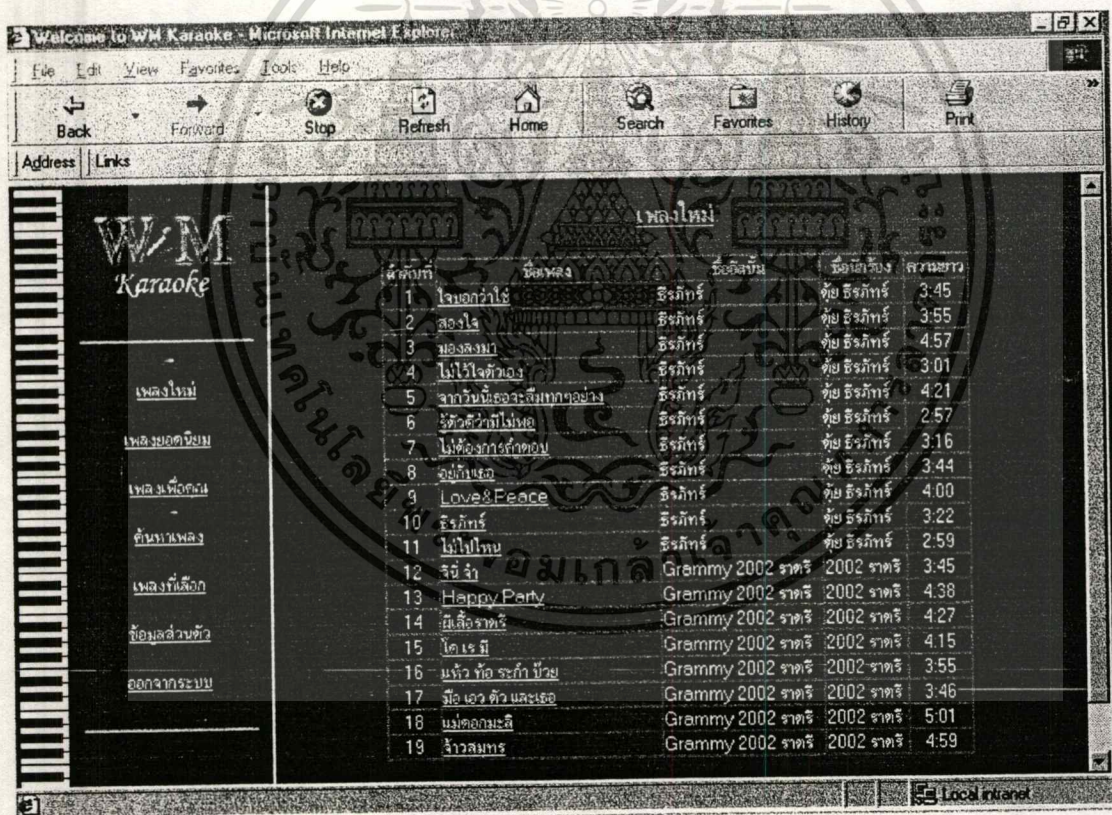 Welcome to WM Karaoke - Microsoft Internet Explorer
File Edit View Favorites Tools Help
Back Forward Stop Refresh Home Search Favorites History Print
Address Links
WM
Karaoke
เพลงใหม่
เพลงยอดนิยม
เพลงเพื่อคุณ
ค้นหาเพลง
เพลงที่เลือก
ข้อมูลส่วนตัว
ออกจากระบบ
เพลงใหม่
ลำดับที่ ชื่อเพลง ชื่ออัลบั้ม ชื่อนักร้อง ความยาว
1 ใจบอกว่าใช่ ธีรภัทร์ ตุ้ย ธีรภัทร์ 3:45
2 สองใจ ธีรภัทร์ ตุ้ย ธีรภัทร์ 3:55
3 มองลงมา ธีรภัทร์ ตุ้ย ธีรภัทร์ 4:57
4 ไม่ไว้ใจตัวเอง ธีรภัทร์ ตุ้ย ธีรภัทร์ 3:01
5 จากวันนี้เธอจะลืมทุกๆอย่าง ธีรภัทร์ ตุ้ย ธีรภัทร์ 4:21
6 รู้ตัวดีว่ามีไม่พอ ธีรภัทร์ ตุ้ย ธีรภัทร์ 2:57
7 ไม่ต้องการคำตอบ ธีรภัทร์ ตุ้ย ธีรภัทร์ 3:16
8 อยู่กับเธอ ธีรภัทร์ ตุ้ย ธีรภัทร์ 3:44
9 Love&Peace ธีรภัทร์ ตุ้ย ธีรภัทร์ 4:00
10 ธีรภัทร์ ธีรภัทร์ ตุ้ย ธีรภัทร์ 3:22
11 ไม่ไปไหน ธีรภัทร์ ตุ้ย ธีรภัทร์ 2:59
12 Grammy 2002 ราตรี 2002 ราตรี 3:45
13 Happy Party Grammy 2002 ราตรี 2002 ราตรี 4:38
14 ผีเสื้อราตรี Grammy 2002 ราตรี 2002 ราตรี 4:27
15 โด เร มี Grammy 2002 ราตรี 2002 ราตรี 4:15
16 แห้ว ท้อ ระกำ บ๊วย Grammy 2002 ราตรี 2002 ราตรี 3:55
17 มือ เอว ตัว และเธอ Grammy 2002 ราตรี 2002 ราตรี 3:46
18 แม่ดอกมะลิ Grammy 2002 ราตรี 2002 ราตรี 5:01
19 จ้าวสมุทร Grammy 2002 ราตรี 2002 ราตรี 4:59
Local intranet